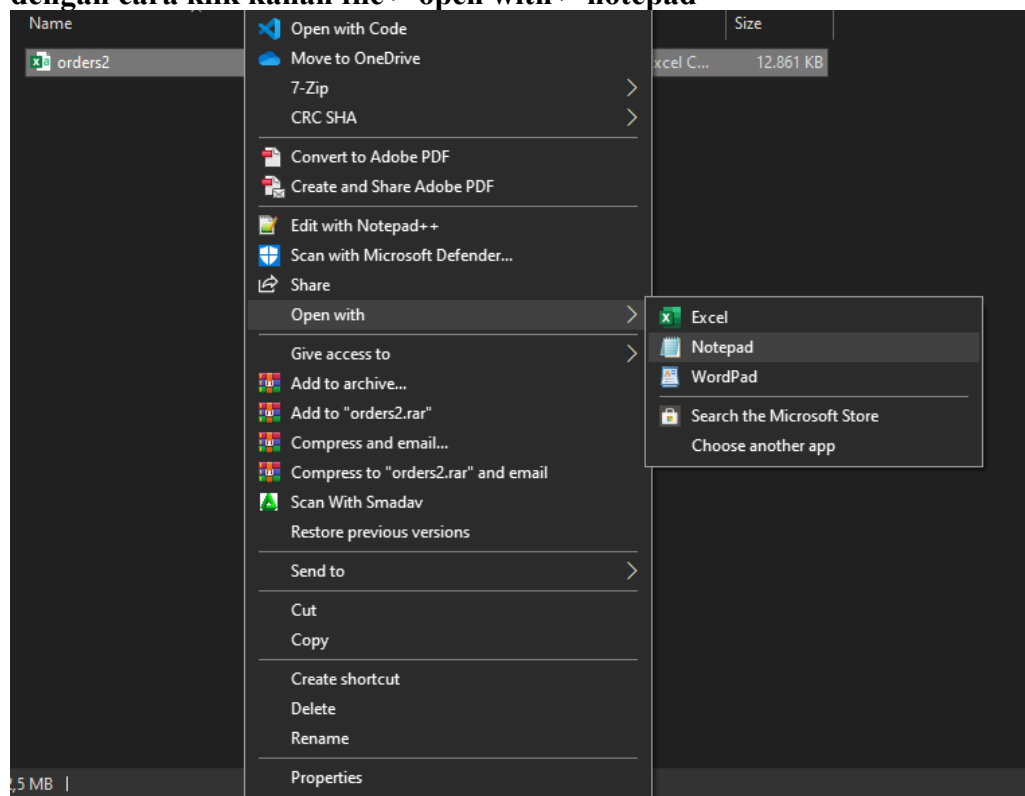 dengan cara klik kanan file > open with > notepad
Name Size
orders2 xcel C... 12.861 KB
Open with Code
Move to OneDrive
7-Zip
CRC SHA
Convert to Adobe PDF
Create and Share Adobe PDF
Edit with Notepad++
Scan with Microsoft Defender...
Share
Open with
Excel
Notepad
WordPad
Search the Microsoft Store
Choose another app
Give access to
Add to archive...
Add to "orders2.rar"
Compress and email...
Compress to "orders2.rar" and email
Scan With Smadav
Restore previous versions
Send to
Cut
Copy
Create shortcut
Delete
Rename
Properties
,5 MB